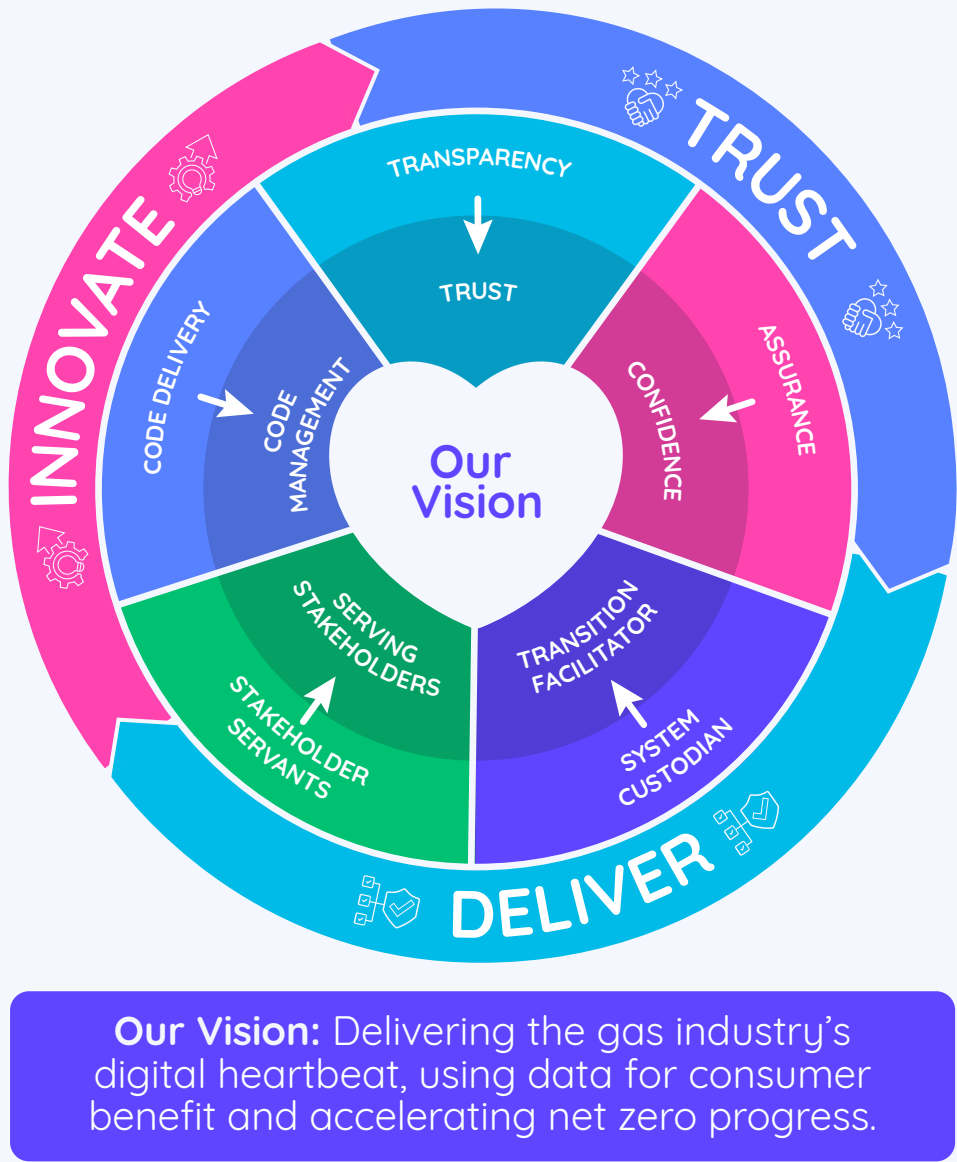 TRUST
DELIVER
INNOVATE
TRANSPARENCY
TRUST
ASSURANCE
CONFIDENCE
SYSTEM
CUSTODIAN
TRANSITION
FACILITATOR
STAKEHOLDER
SERVANTS
SERVING
STAKEHOLDERS
CODE DELIVERY
CODE
MANAGEMENT
Our
Vision
Our Vision: Delivering the gas industry’s
digital heartbeat, using data for consumer
benefit and accelerating net zero progress.